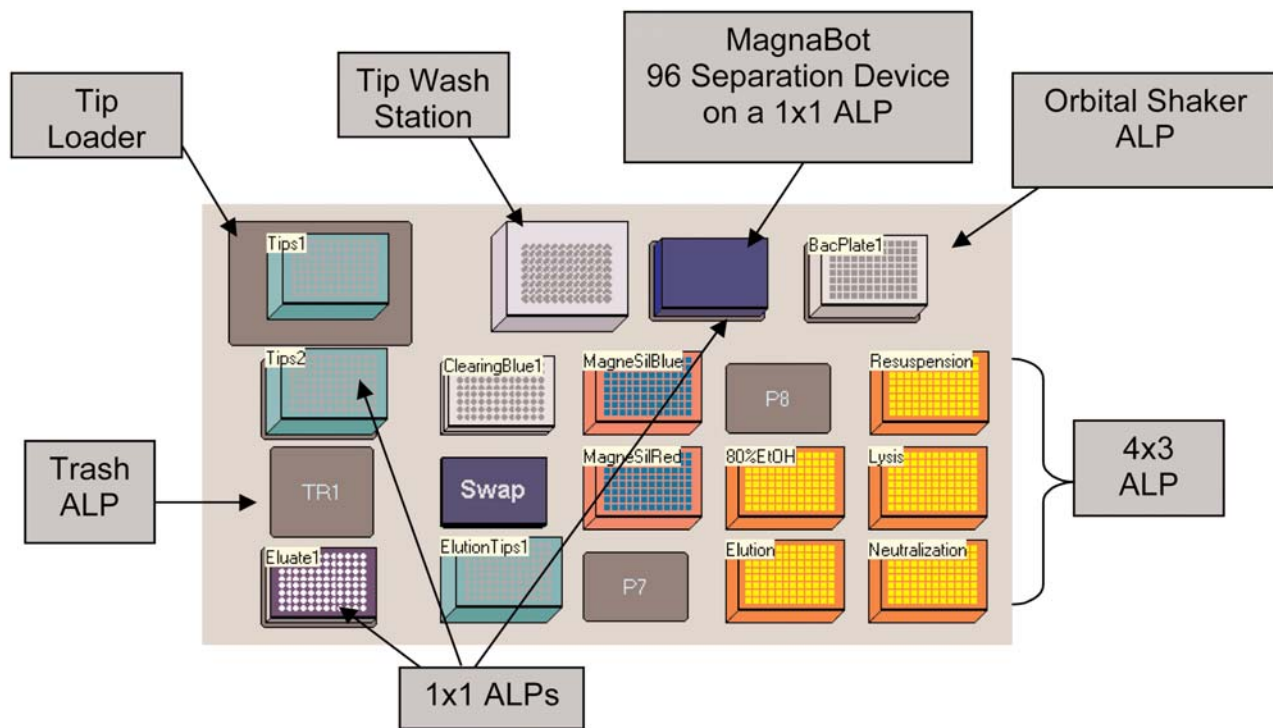 MagnaBot
96 Separation Device
on a 1x1 ALP
Tip Wash
Station
Tip
Loader
Orbital Shaker
ALP
Tips1
BacPlate1
Tips2
ClearingBlue1
MagneSilBlue
P8
Resuspension
Trash
ALP
TR1
Swap
MagneSilRed
80%EtOH
Lysis
4x3
ALP
Eluate1
ElutionTips1
P7
Elution
Neutralization
1x1 ALPs